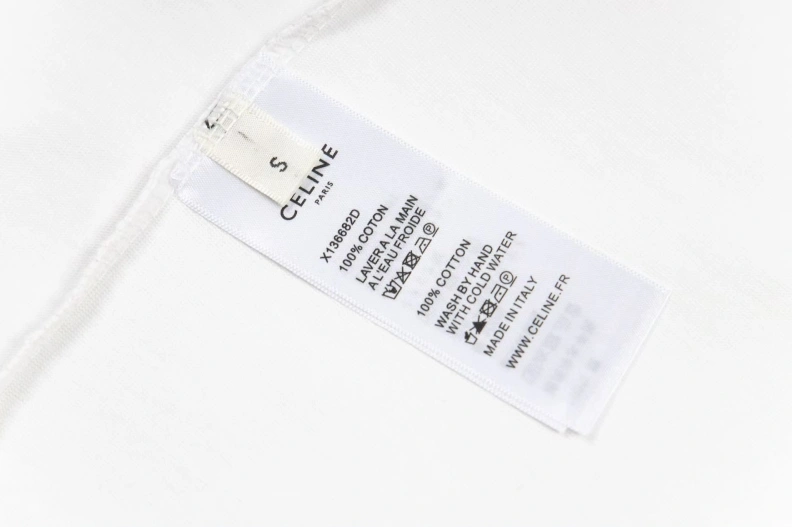 S
CELINE
PARIS
X136682D
100% COTON
LAVER A LA MAIN
A L'EAU FROIDE
100% COTTON
WASH BY HAND
WITH COLD WATER
MADE IN ITALY
WWW.CELINE.FR